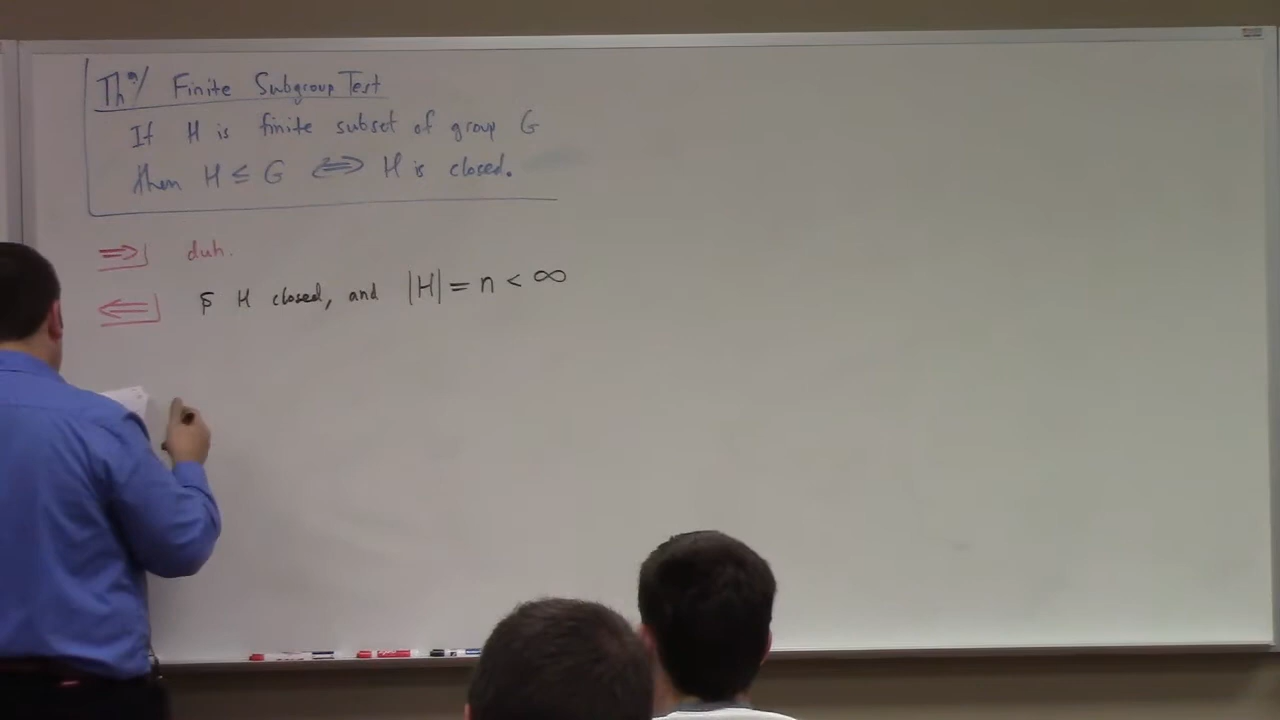 Thᵐ/ Finite Subgroup Test
If H is finite subset of group G
then H ≤ G ⟺ H is closed.
⟹ duh.
⟸ H closed, and |H| = n < ∞